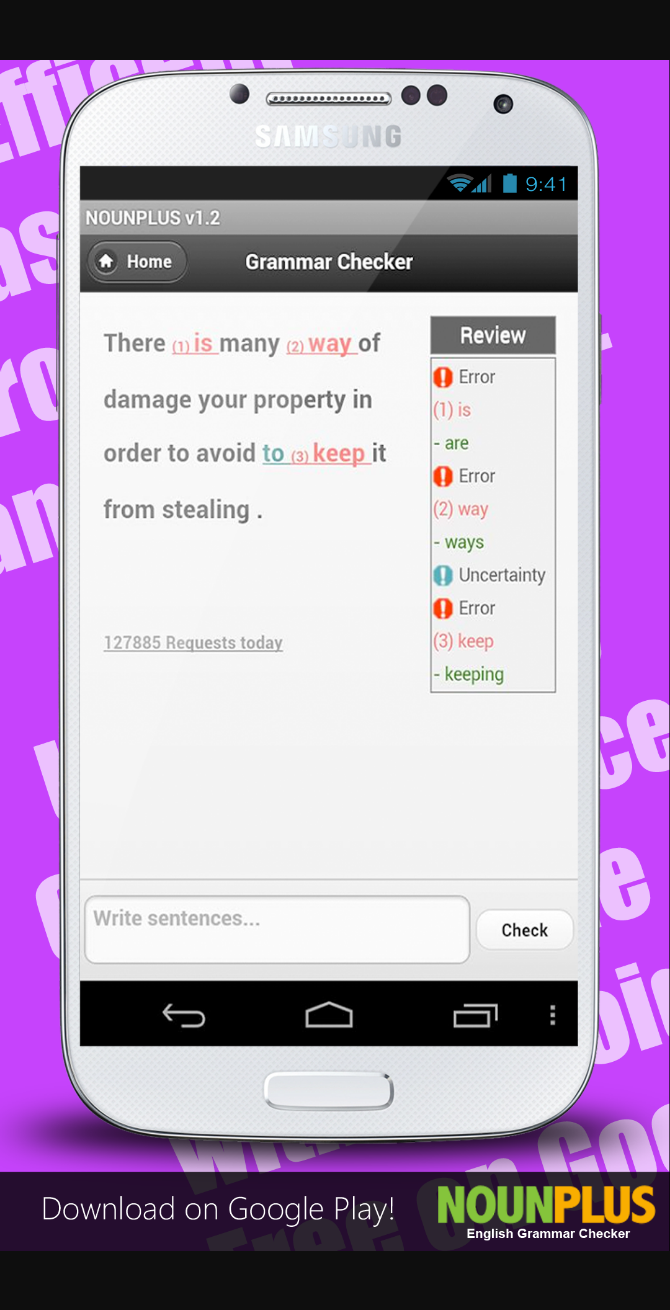 SAMSUNG
9:41
NOUNPLUS v1.2
Home
Grammar Checker
There (1) is many (2) way of
damage your property in
order to avoid to (3) keep it
from stealing .
127885 Requests today
Review
Error
(1) is
- are
Error
(2) way
- ways
Uncertainty
Error
(3) keep
- keeping
Write sentences...
Check
Download on Google Play!
NOUNPLUS
English Grammar Checker